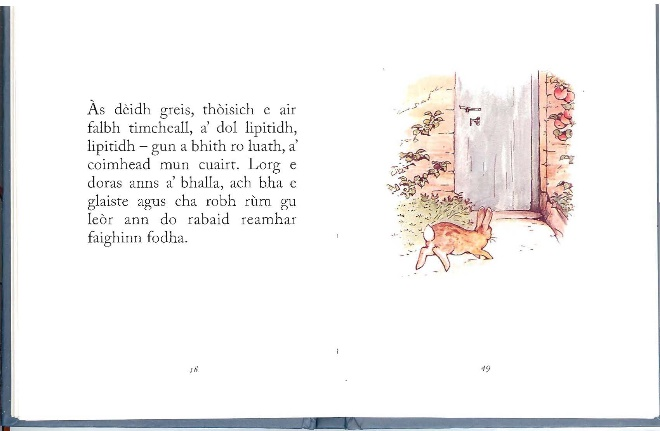 Às dèidh greis, thòisich e air
falbh timcheall, a' dol lipitidh,
lipitidh – gun a bhith ro luath, a'
coimhead mun cuairt. Lorg e
doras anns a' bhalla, ach bha e
glaiste agus cha robh rùm gu
leòr ann do rabaid reamhar
faighinn fodha.
16
49